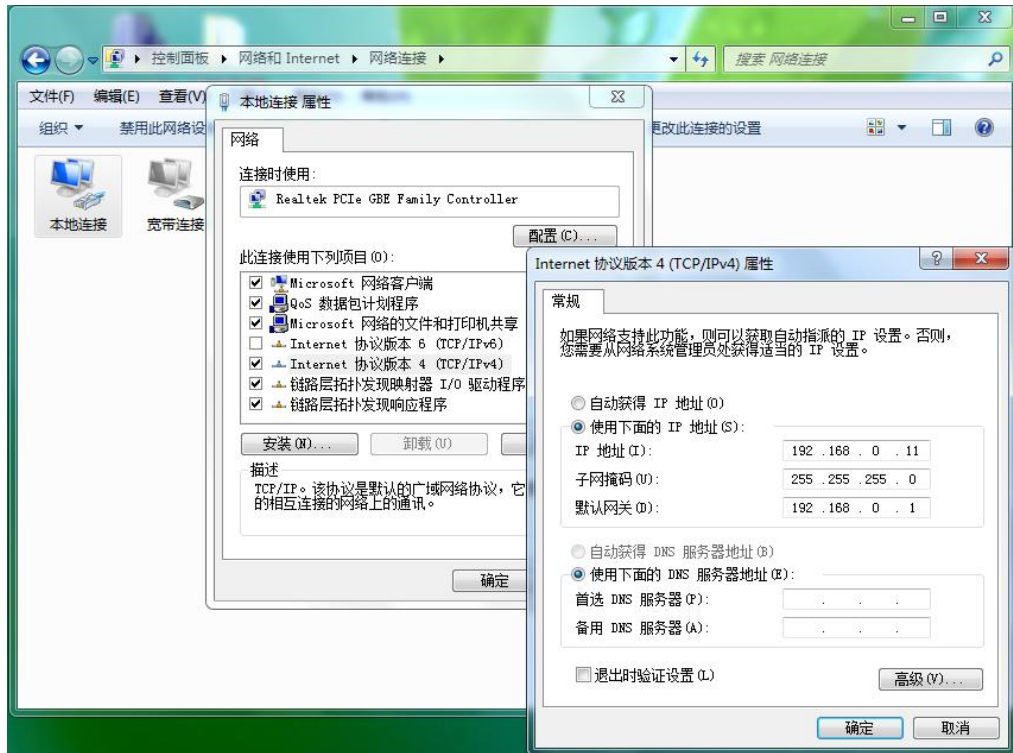 控制面板 ▸ 网络和 Internet ▸ 网络连接 ▸
搜索 网络连接
文件(F) 编辑(E) 查看(V)
组织 禁用此网络设
更改此连接的设置
本地连接
宽带连接
本地连接 属性
网络
连接时使用:
Realtek PCIe GBE Family Controller
配置(C)...
此连接使用下列项目(O):
Microsoft 网络客户端
QoS 数据包计划程序
Microsoft 网络的文件和打印机共享
Internet 协议版本 6 (TCP/IPv6)
Internet 协议版本 4 (TCP/IPv4)
链路层拓扑发现映射器 I/O 驱动程序
链路层拓扑发现响应程序
安装(N)... 卸载(U)
描述
TCP/IP。该协议是默认的广域网络协议，它
的相互连接的网络上的通讯。
确定
Internet 协议版本 4 (TCP/IPv4) 属性
常规
如果网络支持此功能，则可以获取自动指派的 IP 设置。否则，
您需要从网络系统管理员处获得适当的 IP 设置。
自动获得 IP 地址(O)
使用下面的 IP 地址(S):
IP 地址(I): 192 .168 . 0 . 11
子网掩码(U): 255 .255 .255 . 0
默认网关(D): 192 .168 . 0 . 1
自动获得 DNS 服务器地址(B)
使用下面的 DNS 服务器地址(E):
首选 DNS 服务器(P): . . .
备用 DNS 服务器(A): . . .
退出时验证设置(L)
高级(V)...
确定 取消